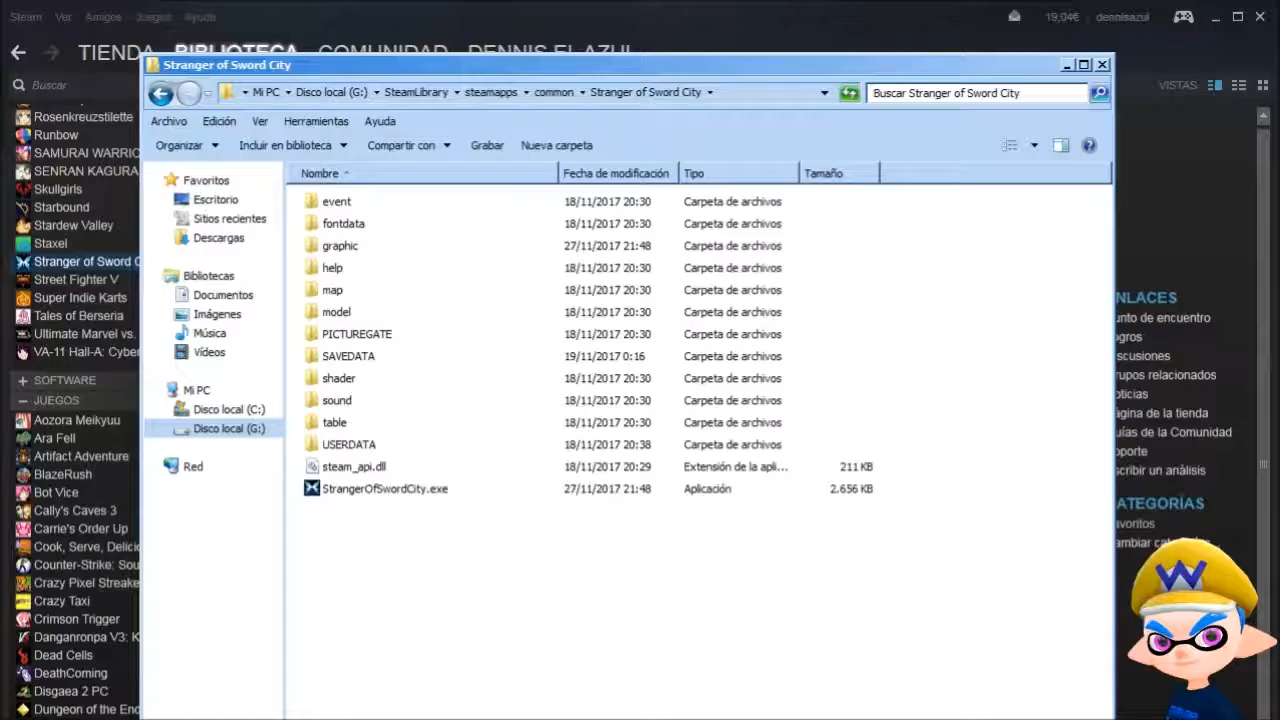 Steam Ver Amigos Juegos Ayuda 19,04€ dennisazul
TIENDA BIBLIOTECA COMUNIDAD DENNIS EL AZUL
Buscar VISTAS
Rosenkreuzstilette
Runbow
SAMURAI WARRIO
SENRAN KAGURA
Skullgirls
Starbound
Stardew Valley
Staxel
Stranger of Sword C
Street Fighter V
Super Indie Karts
Tales of Berseria
Ultimate Marvel vs.
VA-11 Hall-A: Cyber
+ SOFTWARE
– JUEGOS
Aozora Meikyuu
Ara Fell
Artifact Adventure
BlazeRush
Bot Vice
Cally's Caves 3
Carrie's Order Up
Cook, Serve, Delicio
Counter-Strike: Sou
Crazy Pixel Streake
Crazy Taxi
Crimson Trigger
Danganronpa V3: K
Dead Cells
DeathComing
Disgaea 2 PC
Dungeon of the End
Stranger of Sword City
Mi PC Disco local (G:) SteamLibrary steamapps common Stranger of Sword City Buscar Stranger of Sword City
Archivo Edición Ver Herramientas Ayuda
Organizar Incluir en biblioteca Compartir con Grabar Nueva carpeta
Favoritos
Escritorio
Sitios recientes
Descargas
Bibliotecas
Documentos
Imágenes
Música
Vídeos
Mi PC
Disco local (C:)
Disco local (G:)
Red
Nombre Fecha de modificación Tipo Tamaño
event 18/11/2017 20:30 Carpeta de archivos
fontdata 18/11/2017 20:30 Carpeta de archivos
graphic 27/11/2017 21:48 Carpeta de archivos
help 18/11/2017 20:30 Carpeta de archivos
map 18/11/2017 20:30 Carpeta de archivos
model 18/11/2017 20:30 Carpeta de archivos
PICTUREGATE 18/11/2017 20:30 Carpeta de archivos
SAVEDATA 19/11/2017 0:16 Carpeta de archivos
shader 18/11/2017 20:30 Carpeta de archivos
sound 18/11/2017 20:30 Carpeta de archivos
table 18/11/2017 20:30 Carpeta de archivos
USERDATA 18/11/2017 20:38 Carpeta de archivos
steam_api.dll 18/11/2017 20:29 Extensión de la apli... 211 KB
StrangerOfSwordCity.exe 27/11/2017 21:48 Aplicación 2.656 KB
NLACES
unto de encuentro
ogros
scusiones
rupos relacionados
oticias
ágina de la tienda
uías de la Comunidad
oporte
scribir un análisis
ATEGORÍAS
avoritos
ambiar
W